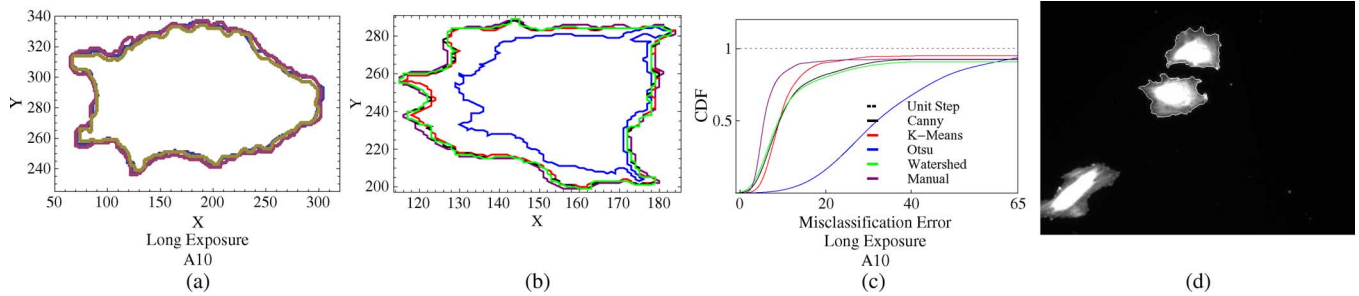 340
320
300
280
260
240
Y
50 100 150 200 250 300
X
Long Exposure
A10
(a)
280
260
240
220
200
Y
120 130 140 150 160 170 180
X
(b)
1
0.5
CDF
Unit Step
Canny
K-Means
Otsu
Watershed
Manual
0 20 40 65
Misclassification Error
Long Exposure
A10
(c)
(d)